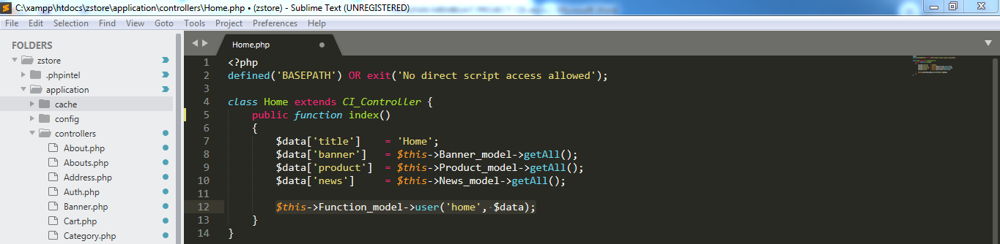 C:\xampp\htdocs\zstore\application\controllers\Home.php • (zstore) - Sublime Text (UNREGISTERED)
File Edit Selection Find View Goto Tools Project Preferences Help
FOLDERS
zstore
.phpintel
application
cache
config
controllers
About.php
Abouts.php
Address.php
Auth.php
Banner.php
Cart.php
Category.php
Home.php
1 <?php
2 defined('BASEPATH') OR exit('No direct script access allowed');
3
4 class Home extends CI_Controller {
5 public function index()
6 {
7 $data['title'] = 'Home';
8 $data['banner'] = $this->Banner_model->getAll();
9 $data['product'] = $this->Product_model->getAll();
10 $data['news'] = $this->News_model->getAll();
11
12 $this->Function_model->user('home', $data);
13 }
14 }